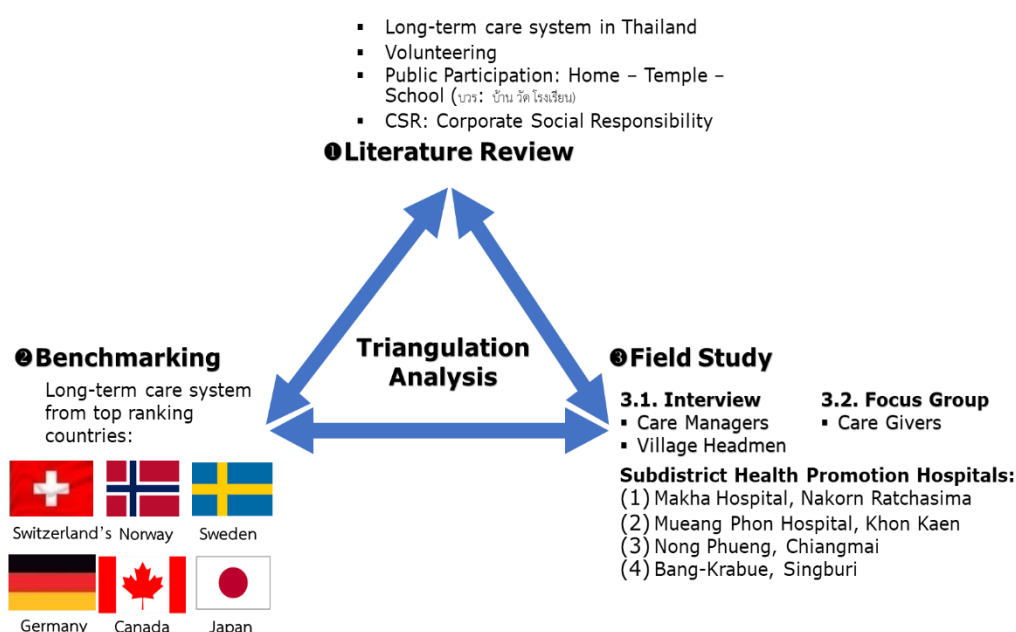 ▪ Long-term care system in Thailand
▪ Volunteering
▪ Public Participation: Home – Temple –
School (บวร: บ้าน วัด โรงเรียน)
▪ CSR: Corporate Social Responsibility
❶Literature Review
Triangulation
Analysis
❷Benchmarking
Long-term care system
from top ranking
countries:
Switzerland's Norway Sweden
Germany Canada Japan
❸Field Study
3.1. Interview
▪ Care Managers
▪ Village Headmen
3.2. Focus Group
▪ Care Givers
Subdistrict Health Promotion Hospitals:
(1) Makha Hospital, Nakorn Ratchasima
(2) Mueang Phon Hospital, Khon Kaen
(3) Nong Phueng, Chiangmai
(4) Bang-Krabue, Singburi